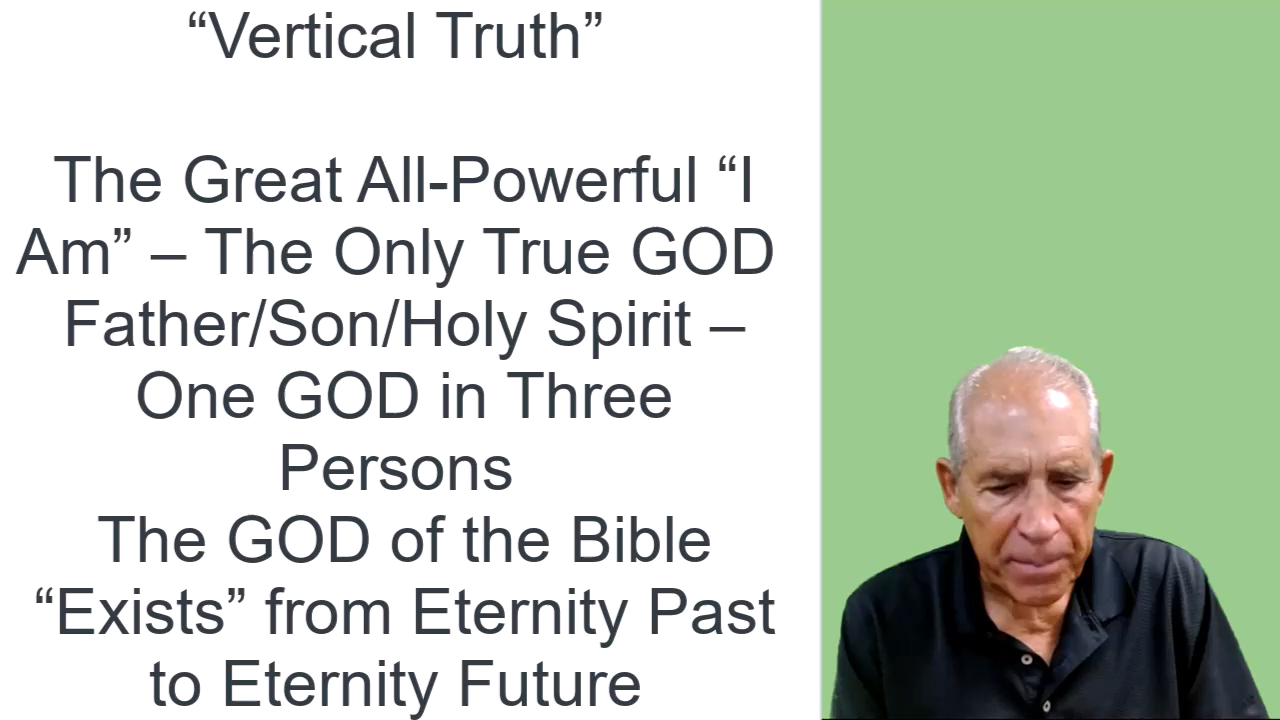 “Vertical Truth”
The Great All-Powerful “I
Am” – The Only True GOD
Father/Son/Holy Spirit –
One GOD in Three
Persons
The GOD of the Bible
“Exists” from Eternity Past
to Eternity Future